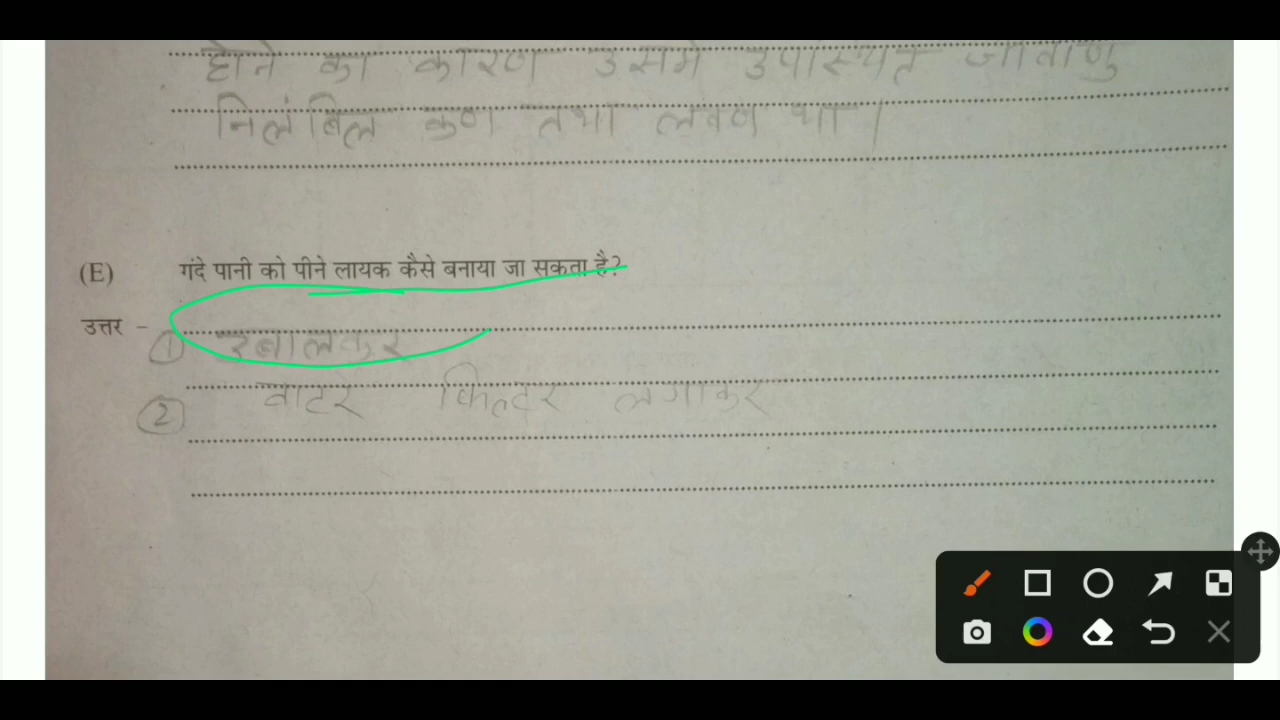 होने का कारण उसमे उपस्थित जीवाणु
निलंबित कण तथा लवण था।
(E) गंदे पानी को पीने लायक कैसे बनाया जा सकता है?
उत्तर –
① उबालकर
② वाटर फिल्टर लगाकर